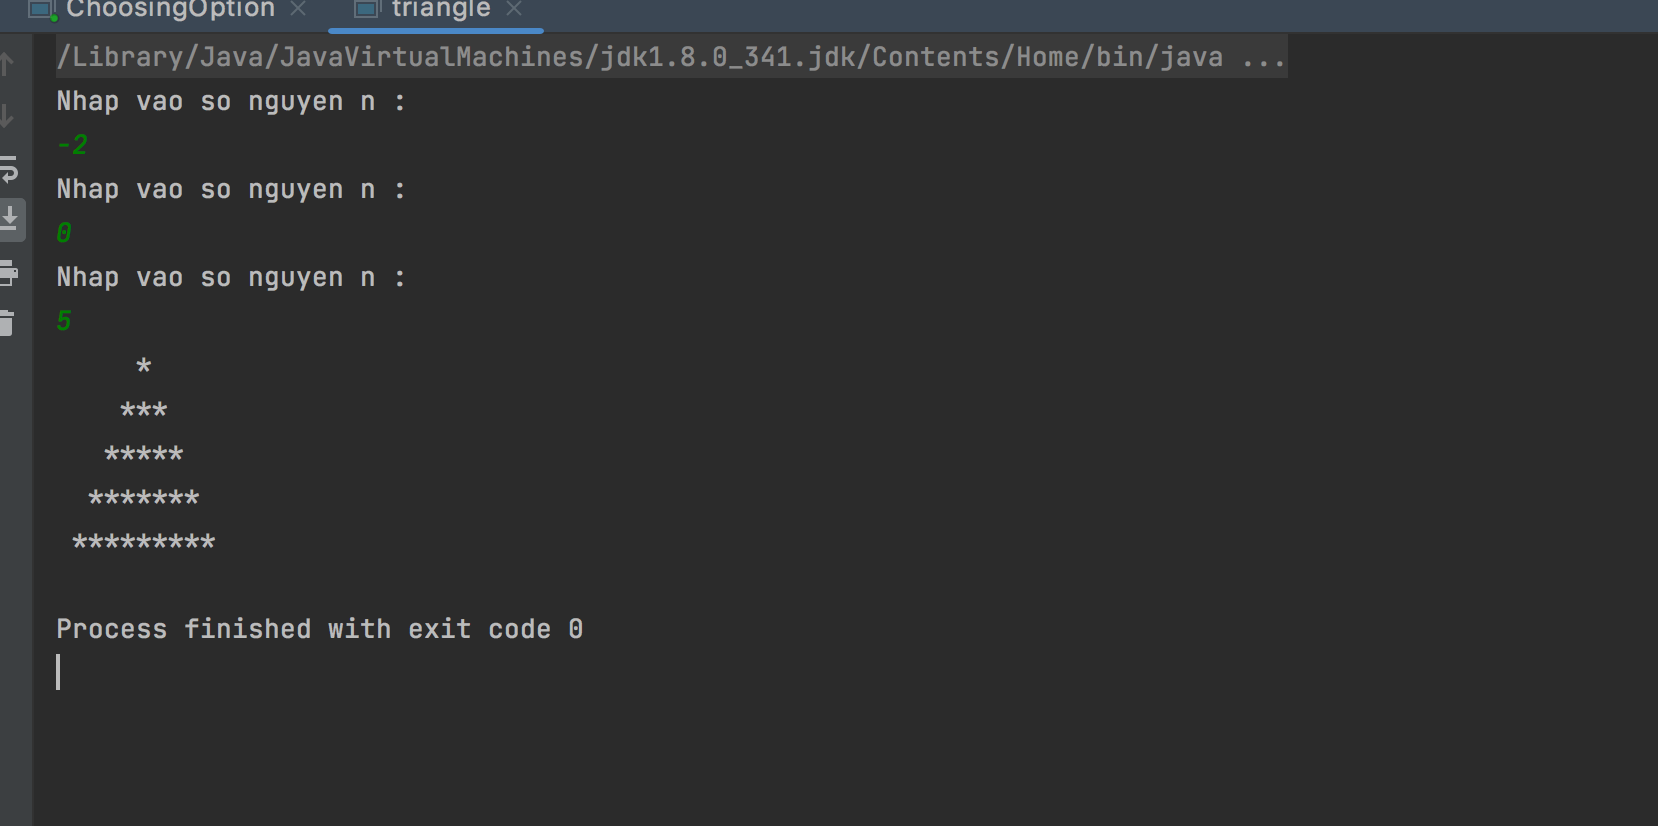 ChoosingOption triangle
/Library/Java/JavaVirtualMachines/jdk1.8.0_341.jdk/Contents/Home/bin/java ...
Nhap vao so nguyen n :
-2
Nhap vao so nguyen n :
0
Nhap vao so nguyen n :
5
     *
    ***
   *****
  *******
 *********
Process finished with exit code 0